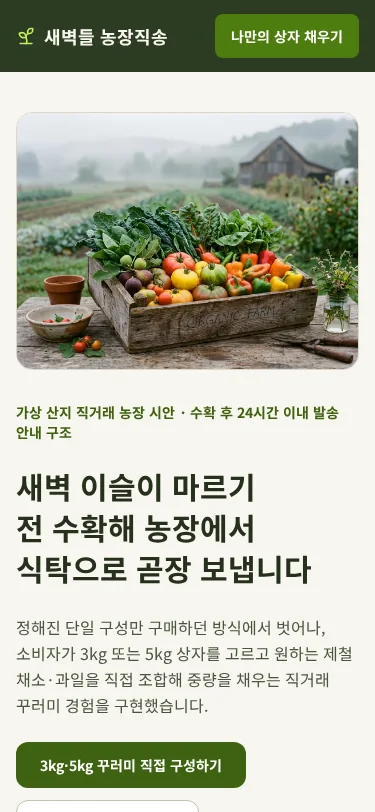 새벽들 농장직송
나만의 상자 채우기
ORGANIC FARM
가상 산지 직거래 농장 시안 · 수확 후 24시간 이내 발송
안내 구조
새벽 이슬이 마르기
전 수확해 농장에서
식탁으로 곧장 보냅니다
정해진 단일 구성만 구매하던 방식에서 벗어나,
소비자가 3kg 또는 5kg 상자를 고르고 원하는 제철
채소·과일을 직접 조합해 중량을 채우는 직거래
꾸러미 경험을 구현했습니다.
3kg·5kg 꾸러미 직접 구성하기